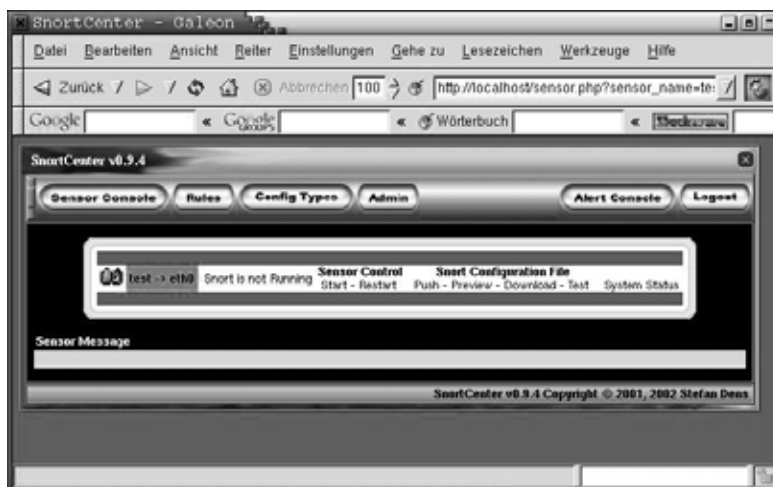 SnortCenter - Galeon
Datei Bearbeiten Ansicht Reiter Einstellungen Gehe zu Lesezeichen Werkzeuge Hilfe
Zurück Abbrechen 100 http://localhost/sensor.php?sensor_name=te
Google Google GROUPS Wörterbuch
SnortCenter v0.9.4
Sensor Console Rules Config Types Admin Alert Console Logout
test -> eth0 Snort is not Running Sensor Control Snort Configuration File
Start - Restart Push - Preview - Download - Test System Status
Sensor Message
SnortCenter v0.9.4 Copyright © 2001, 2002 Stefan Dens